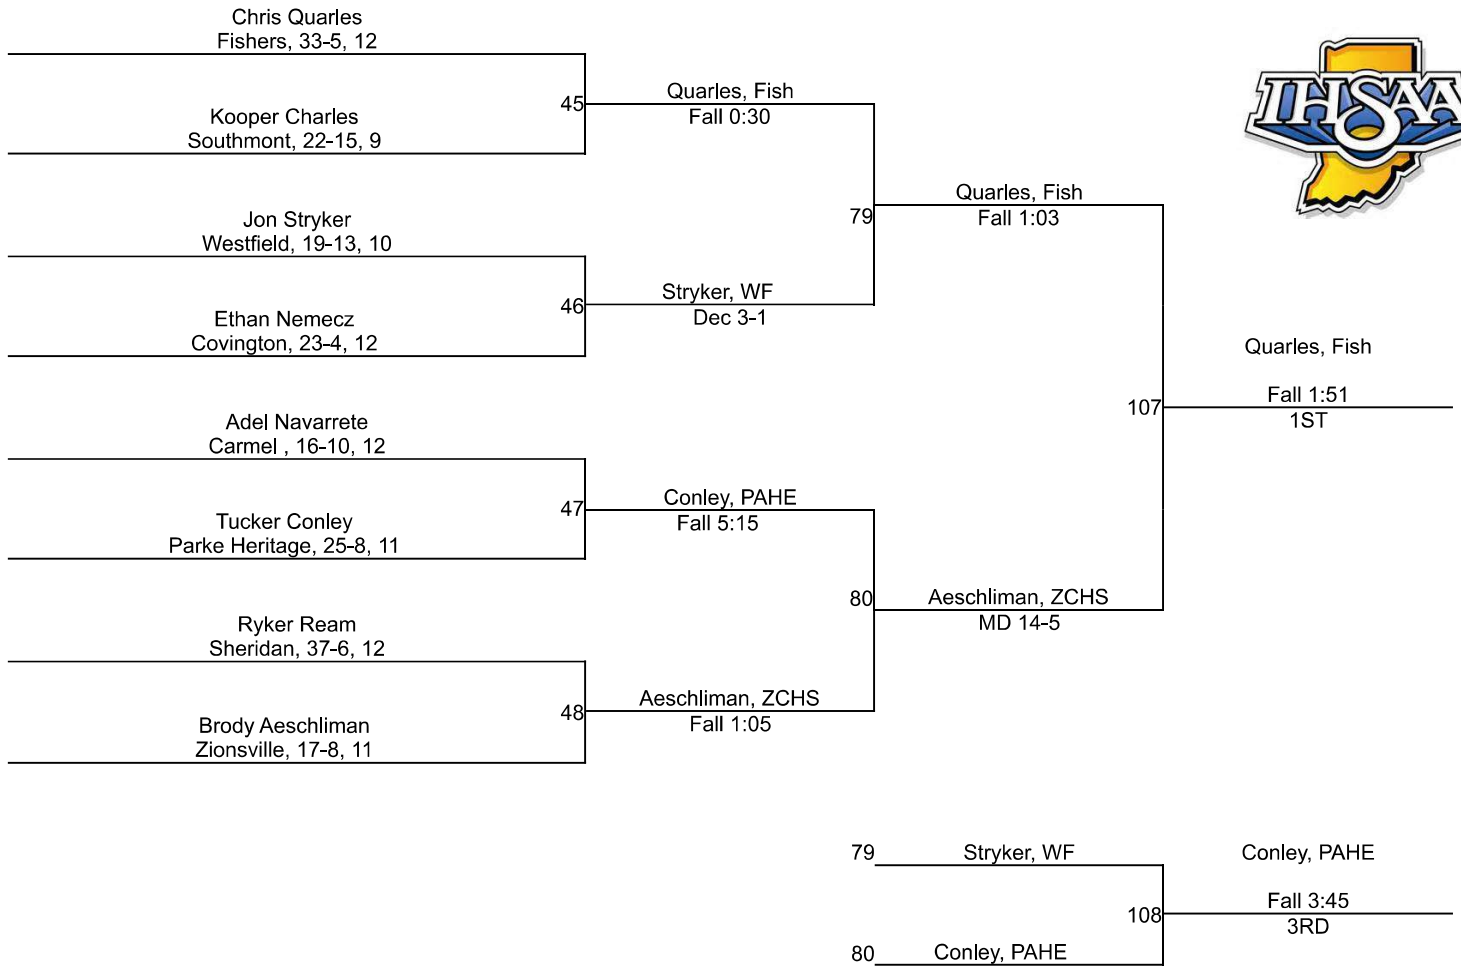 Chris Quarles
Fishers, 33-5, 12
45
Kooper Charles
Southmont, 22-15, 9
Quarles, Fish
Fall 0:30
Jon Stryker
Westfield, 19-13, 10
46
Ethan Nemecz
Covington, 23-4, 12
Stryker, WF
Dec 3-1
79
Quarles, Fish
Fall 1:03
Adel Navarrete
Carmel , 16-10, 12
47
Tucker Conley
Parke Heritage, 25-8, 11
Conley, PAHE
Fall 5:15
Ryker Ream
Sheridan, 37-6, 12
48
Brody Aeschliman
Zionsville, 17-8, 11
Aeschliman, ZCHS
Fall 1:05
80
Aeschliman, ZCHS
MD 14-5
107
IHSAA
Quarles, Fish
Fall 1:51
1ST
79
Stryker, WF
108
80
Conley, PAHE
Conley, PAHE
Fall 3:45
3RD